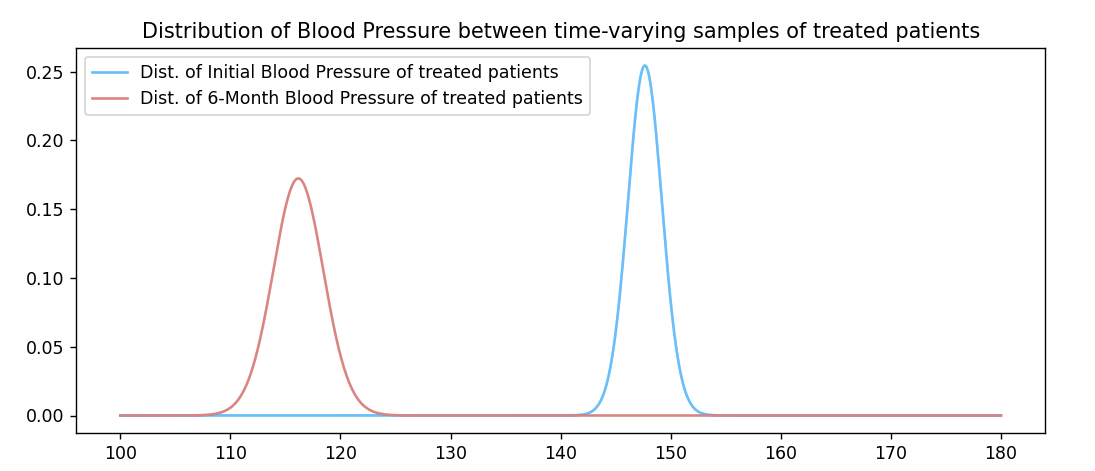 Distribution of Blood Pressure between time-varying samples of treated patients
Dist. of Initial Blood Pressure of treated patients
Dist. of 6-Month Blood Pressure of treated patients
0.25
0.20
0.15
0.10
0.05
0.00
100 110 120 130 140 150 160 170 180